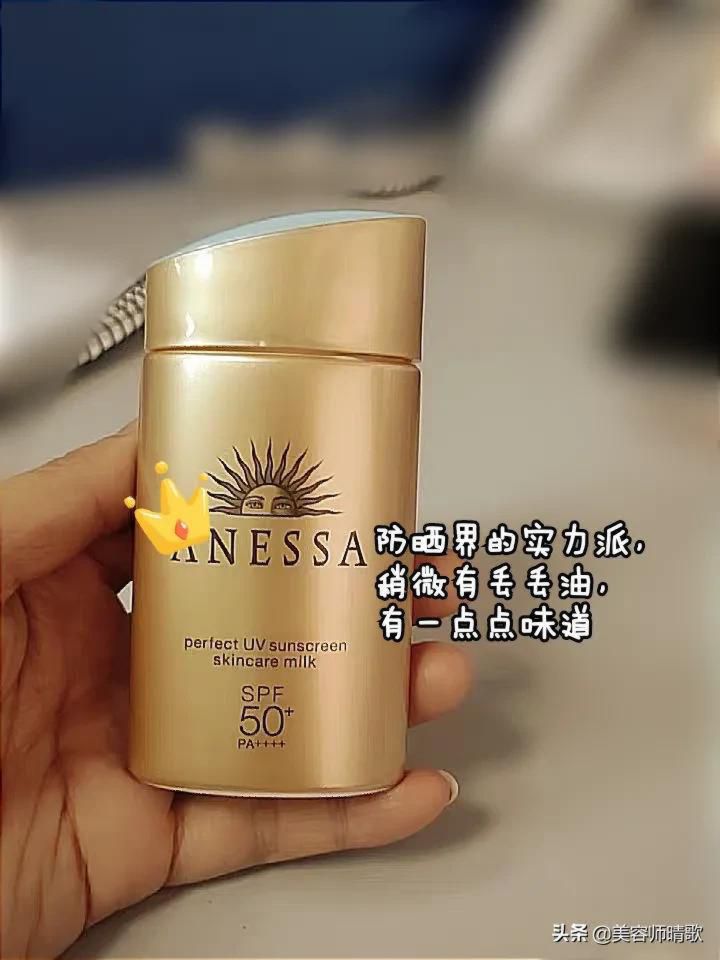 ANESSA
perfect UV sunscreen
skincare milk
SPF
50+
PA++++
防晒界的实力派,
稍微有丢丢油,
有一点点味道
头条 @美容师晴歌